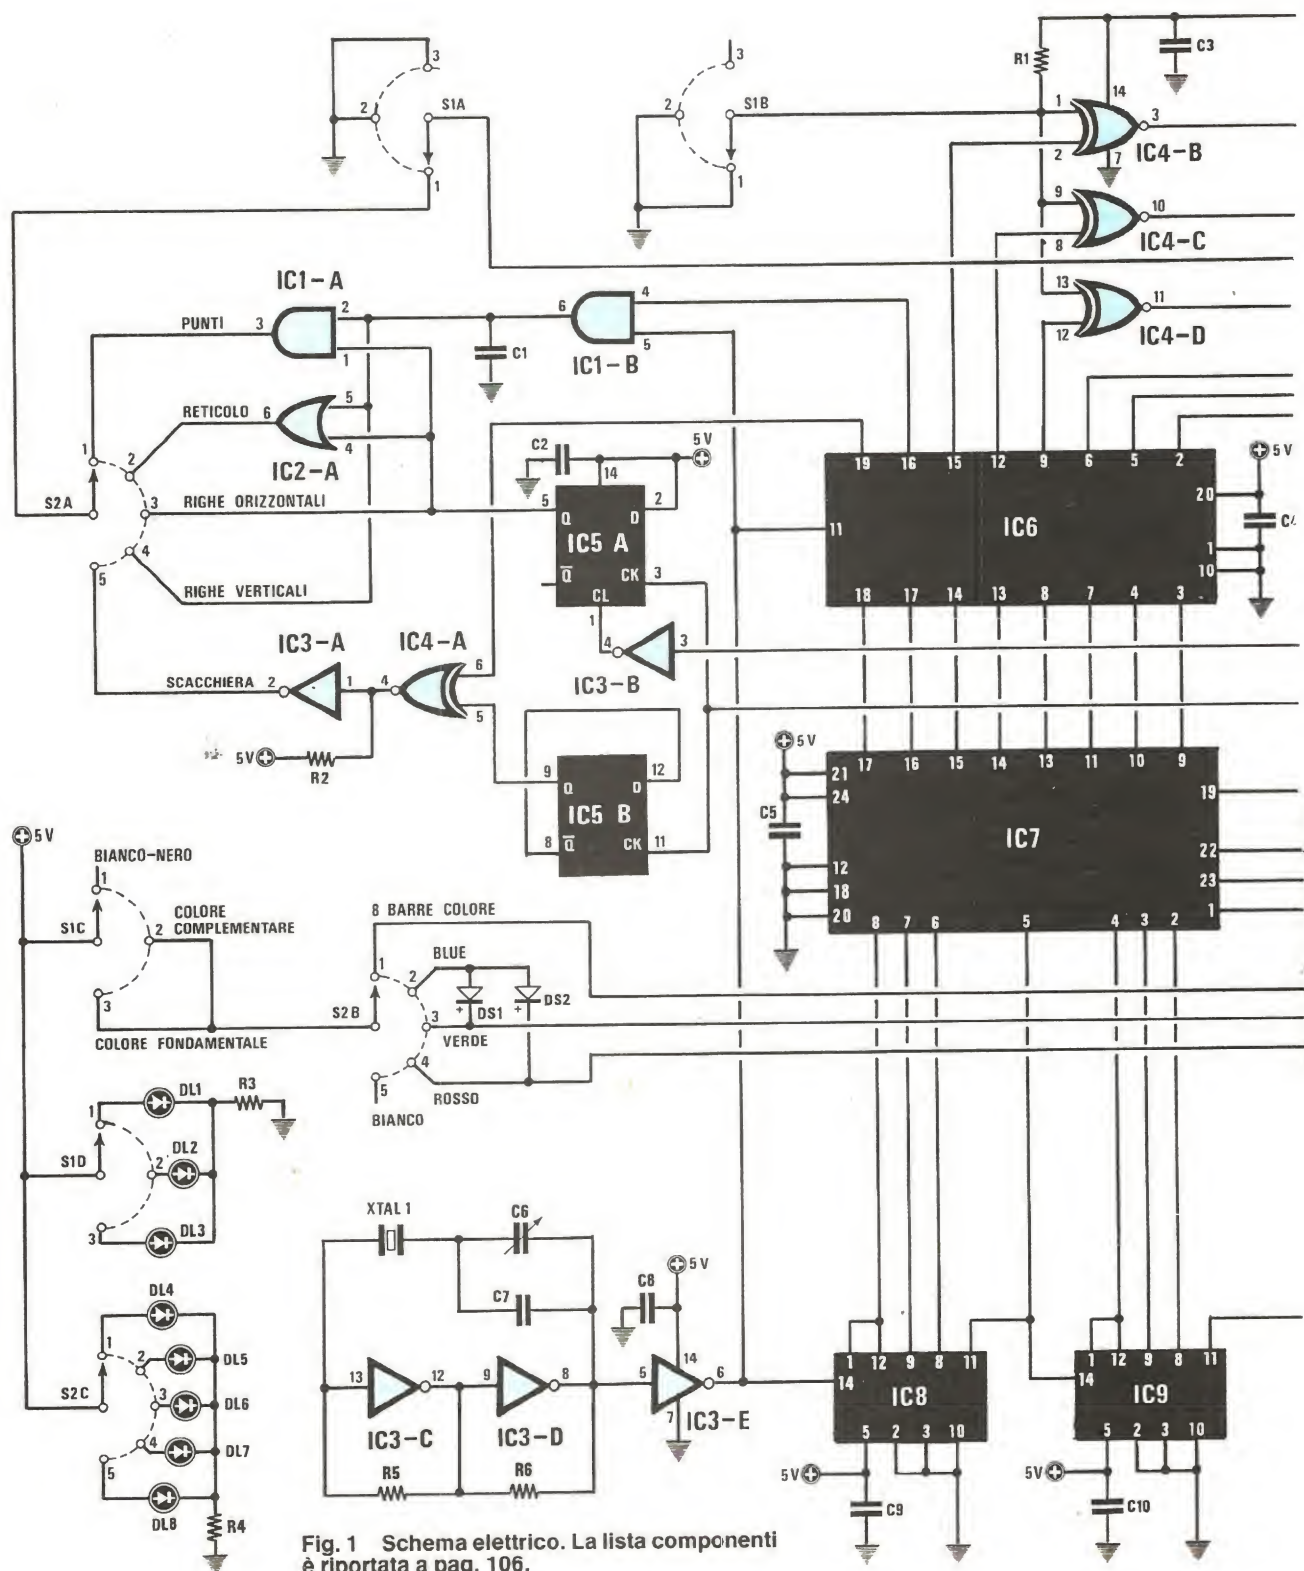 3
2
S1A
1
3
2
S1B
1
R1
C3
14
1
3
2
7
IC4-B
9
10
8
IC4-C
13
11
12
IC4-D
IC1-A
PUNTI
3
2
1
C1
6
4
5
IC1-B
RETICOLO
6
5
4
IC2-A
C2
5V
14
5
Q
D
2
IC5 A
Q̅
CK
3
CL
1
1
2
S2A
3
RIGHE ORIZZONTALI
4
5
RIGHE VERTICALI
4
3
IC3-B
IC3-A
IC4-A
SCACCHIERA
2
1
4
6
5
5V
R2
9
Q
D
12
IC5 B
8
Q̅
CK
11
19 16 15 12 9 6 5 2
5V
20
11
IC6
C4
1
10
18 17 14 13 8 7 4 3
5V
21
24
17 16 15 14 13 11 10 9
19
C5
IC7
22
12
23
18
1
20
8 7 6 5 4 3 2
5V
BIANCO-NERO
1
S1C
2
COLORE
COMPLEMENTARE
3
COLORE FONDAMENTALE
8 BARRE COLORE
1
BLUE
2
DS1
DS2
+
+
S2B
3
VERDE
4
ROSSO
5
BIANCO
DL1
R3
1
DL2
S1D
2
DL3
3
DL4
1
DL5
2
S2C
3
DL6
4
DL7
5
DL8
R4
XTAL 1
C6
C7
C8
5V
13
12
9
8
5
14
6
7
IC3-C
IC3-D
IC3-E
R5
R6
1 12 9 8 11
14
IC8
5 2 3 10
5V
C9
1 12 9 8 11
14
IC9
5 2 3 10
5V
C10
Fig. 1 Schema elettrico. La lista componenti
è riportata a pag. 106.